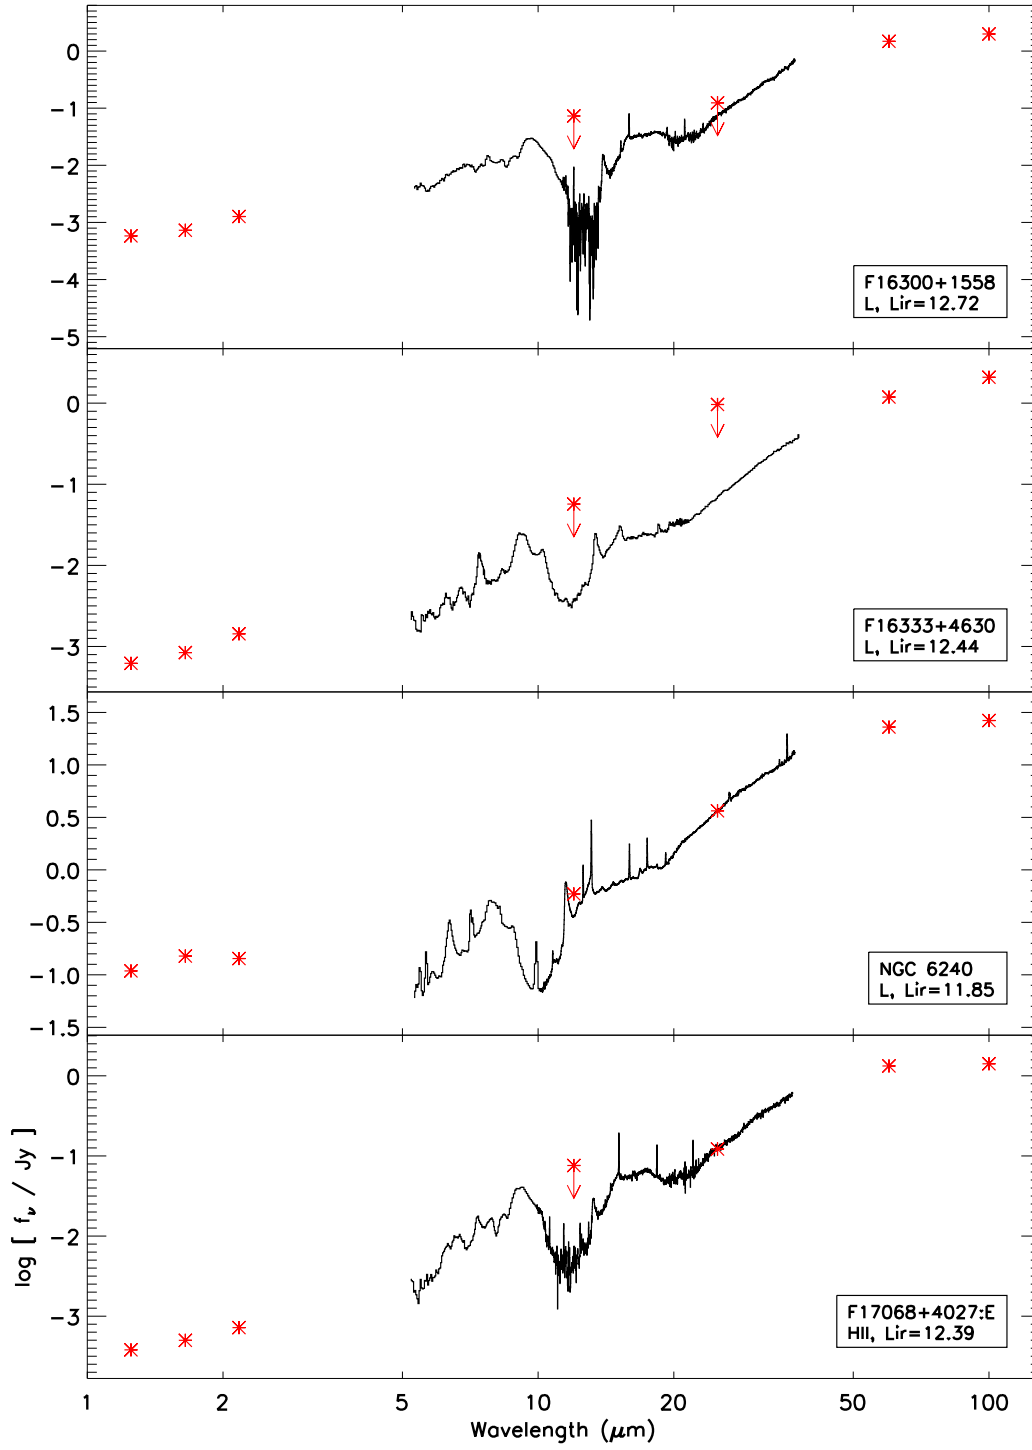 0
−1
−2
−3
−4
−5
F16300+1558
L, Lir=12.72
0
−1
−2
−3
F16333+4630
L, Lir=12.44
1.5
1.0
0.5
0.0
−0.5
−1.0
−1.5
NGC 6240
L, Lir=11.85
0
−1
−2
−3
log [ fν / Jy ]
F17068+4027:E
HII, Lir=12.39
1
2
5
10
20
50
100
Wavelength (μm)